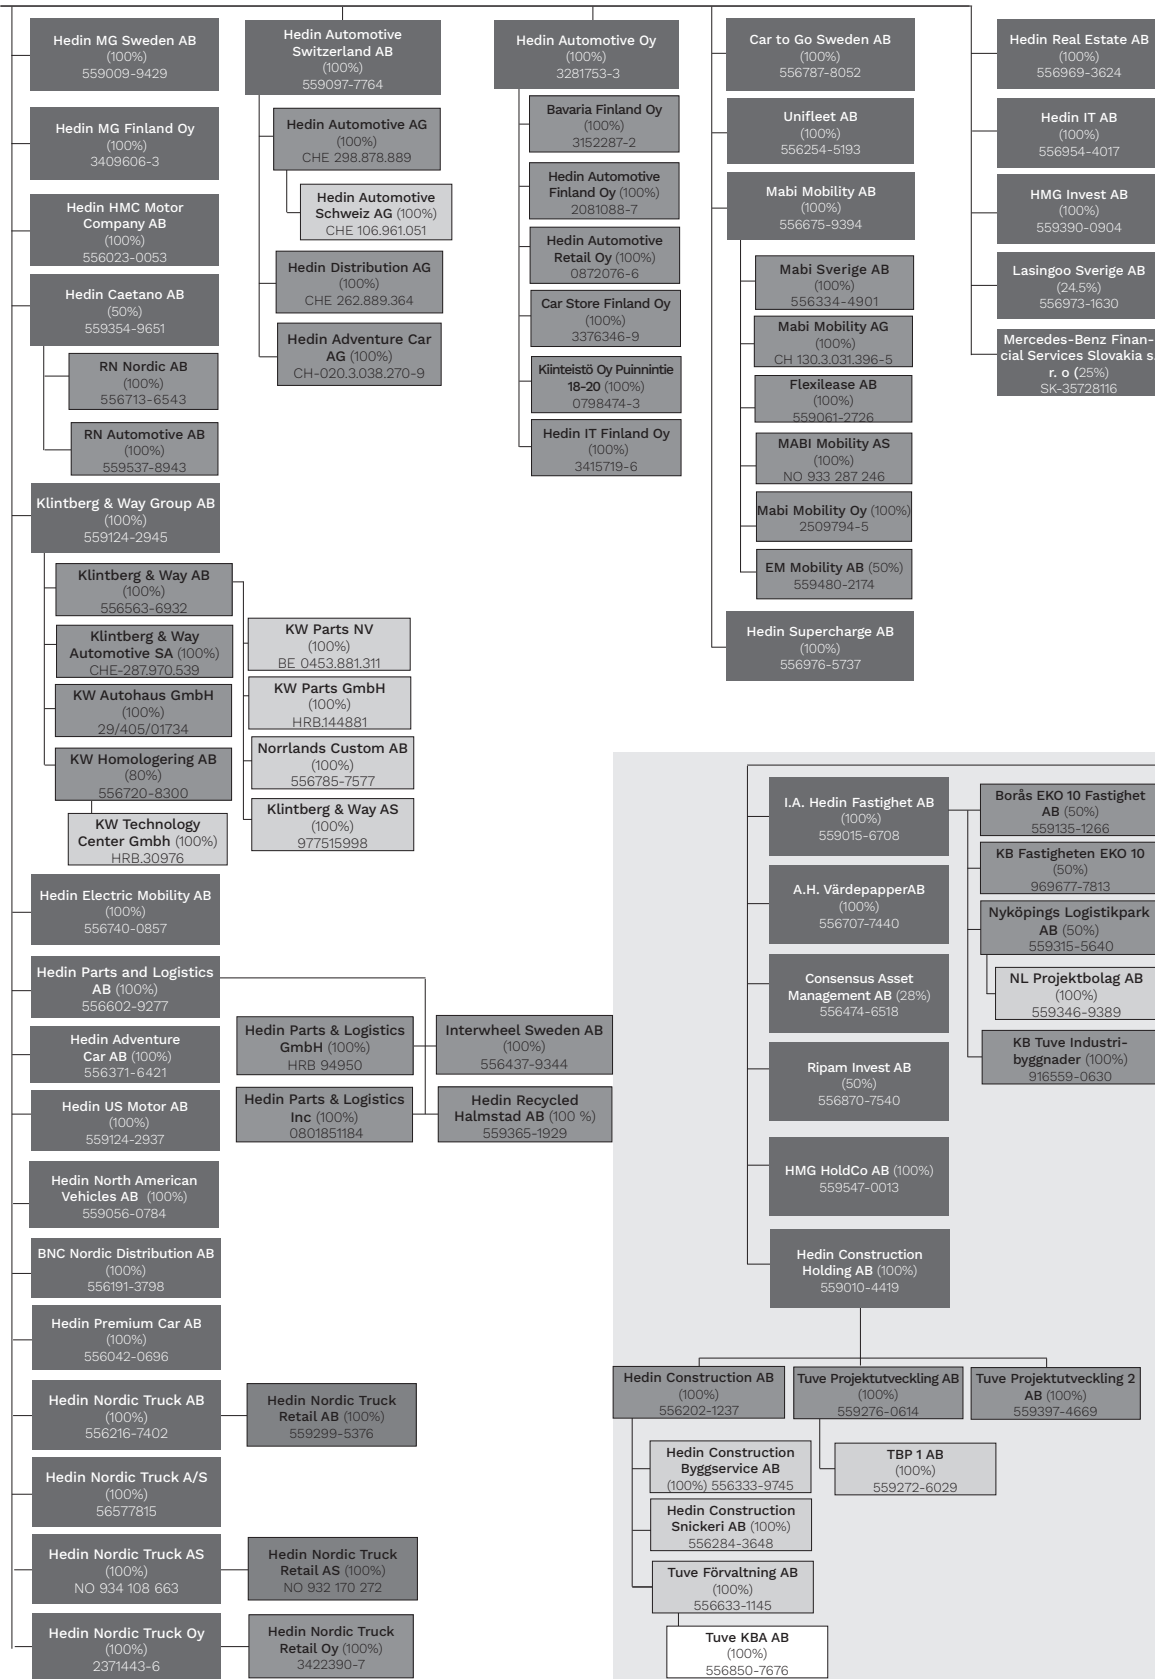 Hedin MG Sweden AB
(100%)
559009-9429
Hedin MG Finland Oy
(100%)
3409606-3
Hedin HMC Motor
Company AB
(100%)
556023-0053
Hedin Caetano AB
(50%)
559354-9651
RN Nordic AB
(100%)
556713-6543
RN Automotive AB
(100%)
559537-8943
Klintberg & Way Group AB
(100%)
559124-2945
Klintberg & Way AB
(100%)
556563-6932
Klintberg & Way
Automotive SA (100%)
CHE-287.970.539
KW Autohaus GmbH
(100%)
29/405/01734
KW Homologering AB
(80%)
556720-8300
KW Technology
Center Gmbh (100%)
HRB.30976
KW Parts NV
(100%)
BE 0453.881.311
KW Parts GmbH
(100%)
HRB.144881
Norrlands Custom AB
(100%)
556785-7577
Klintberg & Way AS
(100%)
977515998
Hedin Electric Mobility AB
(100%)
556740-0857
Hedin Parts and Logistics
AB (100%)
556602-9277
Hedin Parts & Logistics
GmbH (100%)
HRB 94950
Interwheel Sweden AB
(100%)
556437-9344
Hedin Parts & Logistics
Inc (100%)
0801851184
Hedin Recycled
Halmstad AB (100 %)
559365-1929
Hedin Adventure
Car AB (100%)
556371-6421
Hedin US Motor AB
(100%)
559124-2937
Hedin North American
Vehicles AB (100%)
559056-0784
BNC Nordic Distribution AB
(100%)
556191-3798
Hedin Premium Car AB
(100%)
556042-0696
Hedin Nordic Truck AB
(100%)
556216-7402
Hedin Nordic Truck
Retail AB (100%)
559299-5376
Hedin Nordic Truck A/S
(100%)
56577815
Hedin Nordic Truck AS
(100%)
NO 934 108 663
Hedin Nordic Truck
Retail AS (100%)
NO 932 170 272
Hedin Nordic Truck Oy
(100%)
2371443-6
Hedin Nordic Truck
Retail Oy (100%)
3422390-7
Hedin Automotive
Switzerland AB
(100%)
559097-7764
Hedin Automotive AG
(100%)
CHE 298.878.889
Hedin Automotive
Schweiz AG (100%)
CHE 106.961.051
Hedin Distribution AG
(100%)
CHE 262.889.364
Hedin Adventure Car
AG (100%)
CH-020.3.038.270-9
Hedin Automotive Oy
(100%)
3281753-3
Bavaria Finland Oy
(100%)
3152287-2
Hedin Automotive
Finland Oy (100%)
2081088-7
Hedin Automotive
Retail Oy (100%)
0872076-6
Car Store Finland Oy
(100%)
3376346-9
Kiinteistö Oy Puinnintie
18-20 (100%)
0798474-3
Hedin IT Finland Oy
(100%)
3415719-6
Car to Go Sweden AB
(100%)
556787-8052
Unifleet AB
(100%)
556254-5193
Mabi Mobility AB
(100%)
556675-9394
Mabi Sverige AB
(100%)
556334-4901
Mabi Mobility AG
(100%)
CH 130.3.031.396-5
Flexilease AB
(100%)
559061-2726
MABI Mobility AS
(100%)
NO 933 287 246
Mabi Mobility Oy (100%)
2509794-5
EM Mobility AB (50%)
559480-2174
Hedin Supercharge AB
(100%)
556976-5737
Hedin Real Estate AB
(100%)
556969-3624
Hedin IT AB
(100%)
556954-4017
HMG Invest AB
(100%)
559390-0904
Lasingoo Sverige AB
(24.5%)
556973-1630
Mercedes-Benz Finan-
cial Services Slovakia s.
r. o (25%)
SK-35728116
I.A. Hedin Fastighet AB
(100%)
559015-6708
Borås EKO 10 Fastighet
AB (50%)
559135-1266
KB Fastigheten EKO 10
(50%)
969677-7813
Nyköpings Logistikpark
AB (50%)
559315-5640
NL Projektbolag AB
(100%)
559346-9389
KB Tuve Industri-
byggnader (100%)
916559-0630
A.H. VärdepapperAB
(100%)
556707-7440
Consensus Asset
Management AB (28%)
556474-6518
Ripam Invest AB
(50%)
556870-7540
HMG HoldCo AB (100%)
559547-0013
Hedin Construction
Holding AB (100%)
559010-4419
Hedin Construction AB
(100%)
556202-1237
Tuve Projektutveckling AB
(100%)
559276-0614
Tuve Projektutveckling 2
AB (100%)
559397-4669
Hedin Construction
Byggservice AB
(100%) 556333-9745
TBP 1 AB
(100%)
559272-6029
Hedin Construction
Snickeri AB (100%)
556284-3648
Tuve Förvaltning AB
(100%)
556633-1145
Tuve KBA AB
(100%)
556850-7676